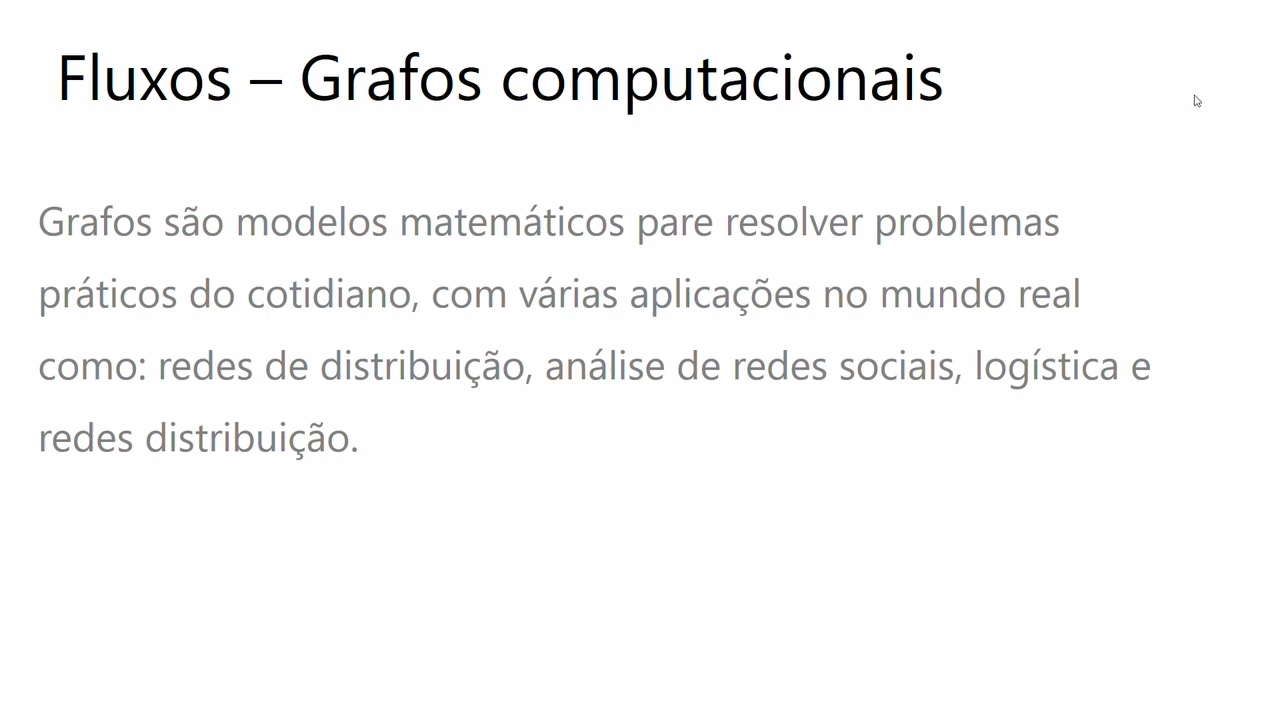 Fluxos – Grafos computacionais
Grafos são modelos matemáticos pare resolver problemas
práticos do cotidiano, com várias aplicações no mundo real
como: redes de distribuição, análise de redes sociais, logística e
redes distribuição.